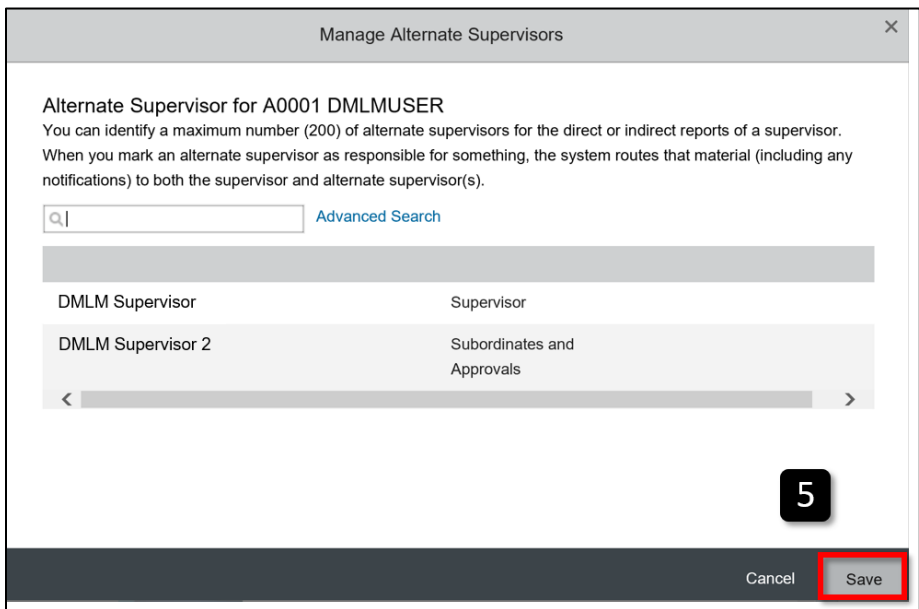 Manage Alternate Supervisors
×
Alternate Supervisor for A0001 DMLMUSER
You can identify a maximum number (200) of alternate supervisors for the direct or indirect reports of a supervisor.
When you mark an alternate supervisor as responsible for something, the system routes that material (including any
notifications) to both the supervisor and alternate supervisor(s).
Advanced Search
DMLM Supervisor Supervisor
DMLM Supervisor 2 Subordinates and
Approvals
5
Cancel Save